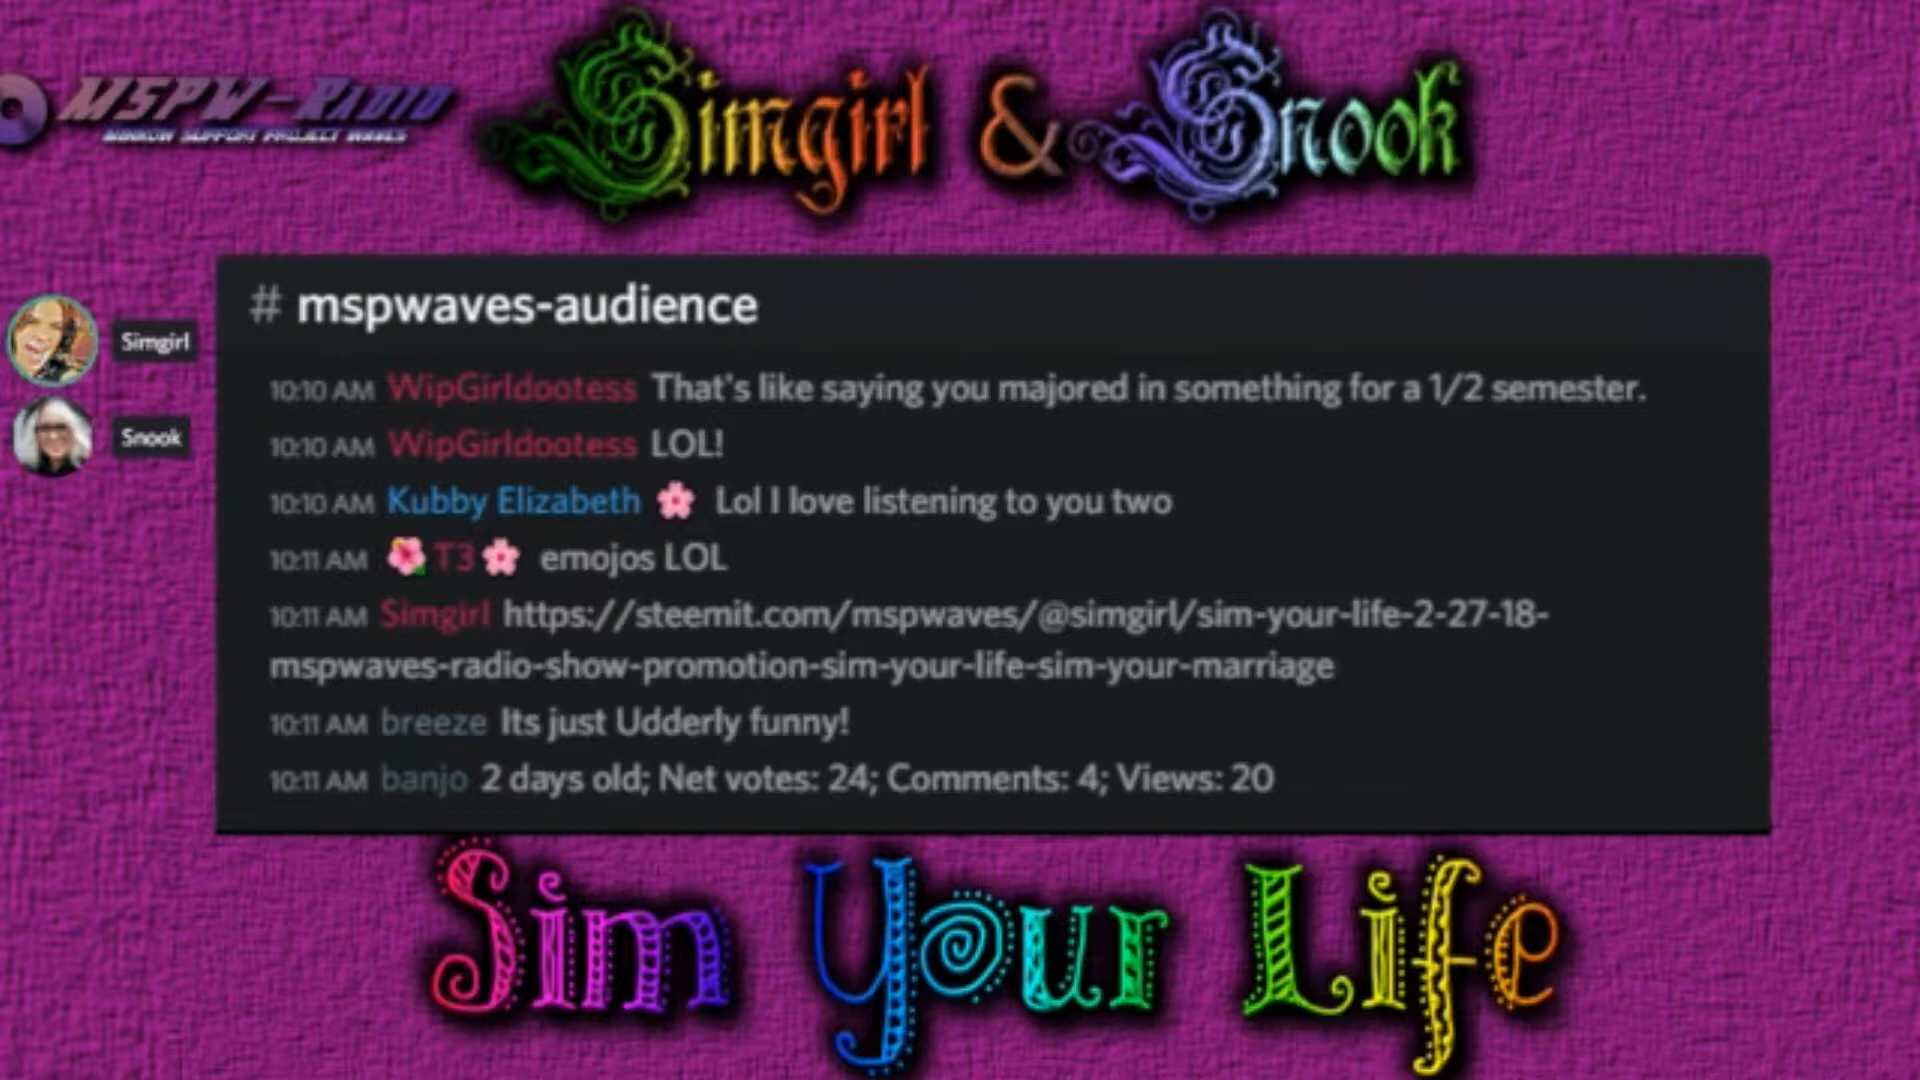 Simgirl & Snook
MSPW-Radio
MINNOW SUPPORT PROJECT WAVES
# mspwaves-audience
Simgirl
Snook
10:10 AM WipGirldootess That's like saying you majored in something for a 1/2 semester.
10:10 AM WipGirldootess LOL!
10:10 AM Kubby Elizabeth 🌸 Lol I love listening to you two
10:11 AM 🌺T3🌸 emojos LOL
10:11 AM Simgirl https://steemit.com/mspwaves/@simgirl/sim-your-life-2-27-18-
mspwaves-radio-show-promotion-sim-your-life-sim-your-marriage
10:11 AM breeze Its just Udderly funny!
10:11 AM banjo 2 days old; Net votes: 24; Comments: 4; Views: 20
Sim Your Life